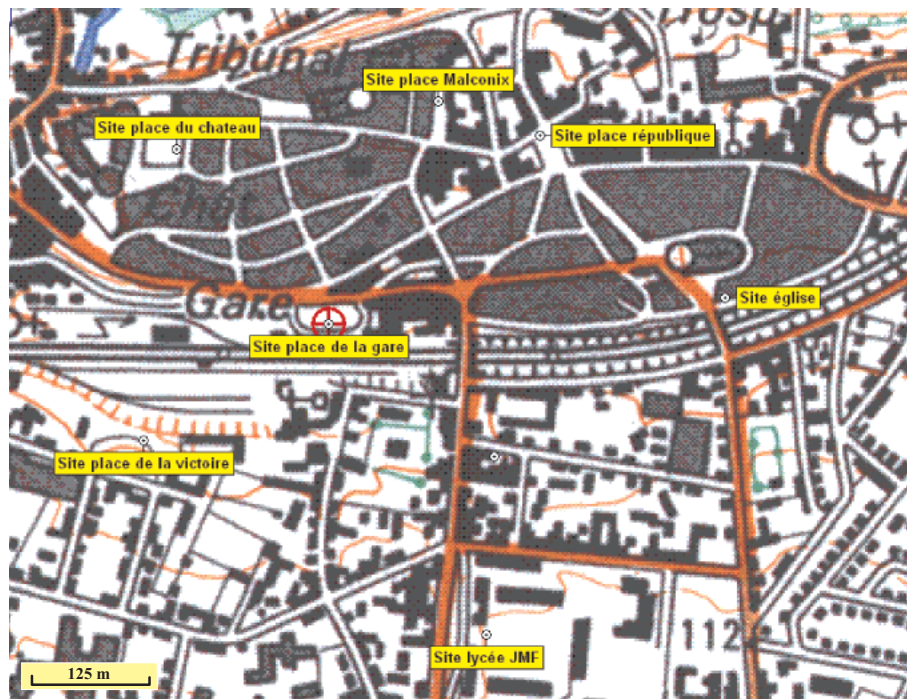 Tribunal
Site place Malconix
Site place du chateau
Site place république
Chât
Gare
Site église
Site place de la gare
Site place de la victoire
Site lycée JMF
112
125 m